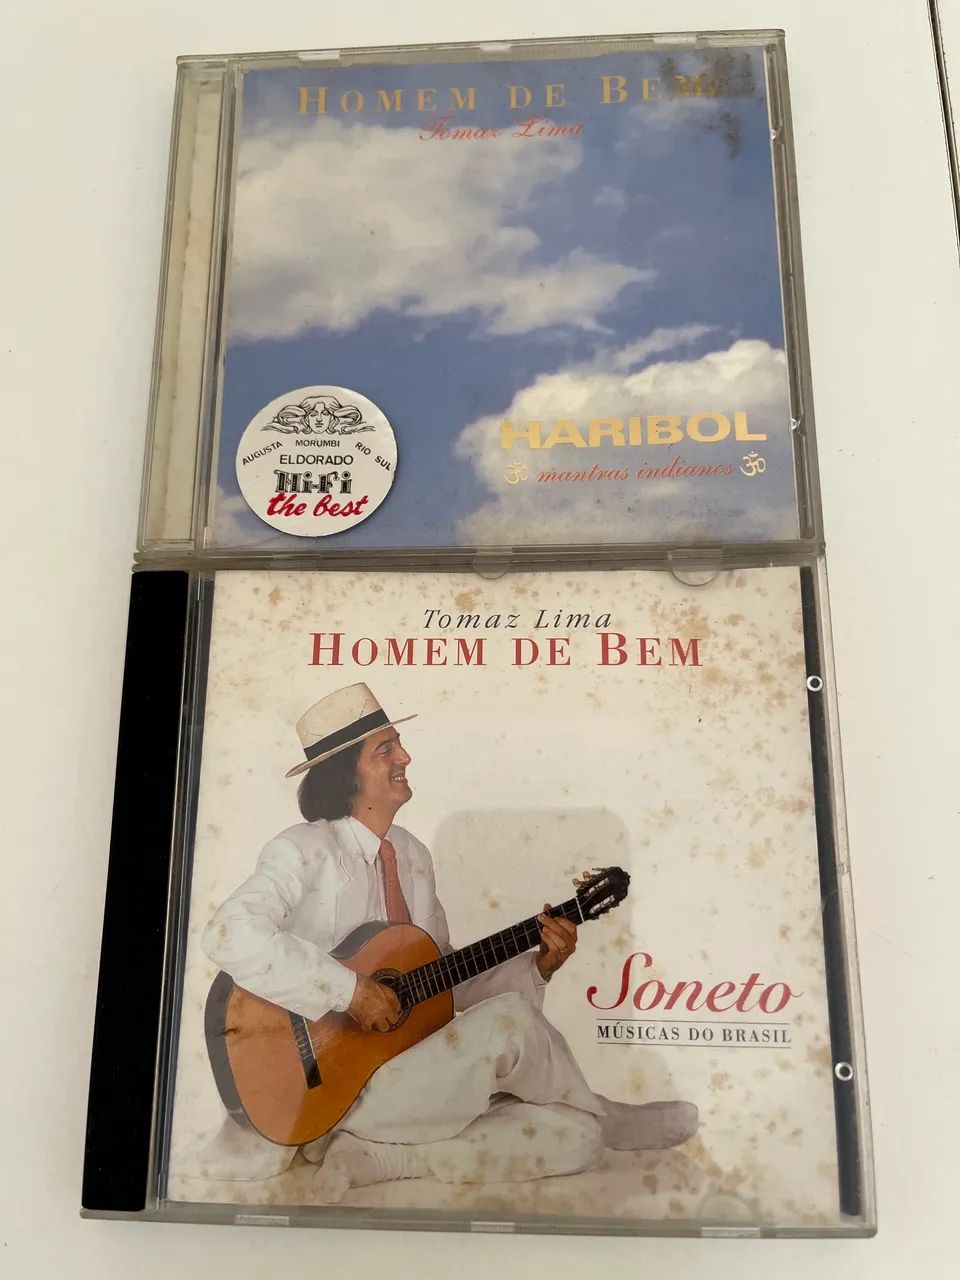 HOMEM DE BEM
Tomaz Lima
HARIBOL
ॐ mantras indianos ॐ
AUGUSTA MORUMBI RIO SUL
ELDORADO
Hi-Fi
the best
Tomaz Lima
HOMEM DE BEM
Soneto
MÚSICAS DO BRASIL